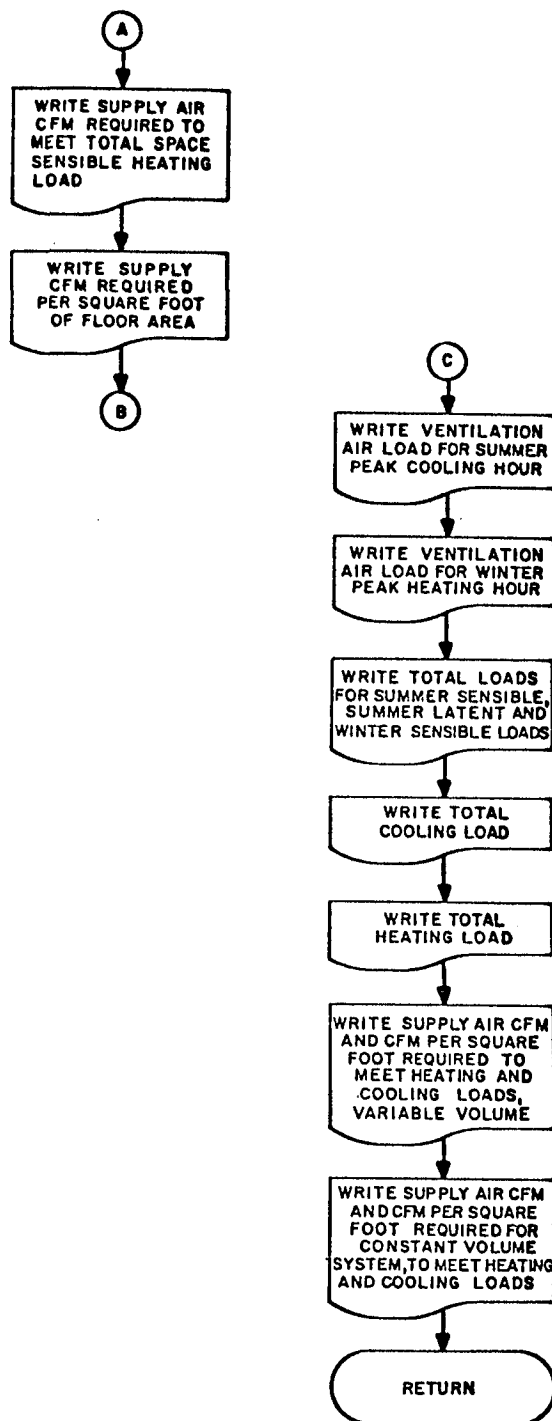 A
WRITE SUPPLY AIR
CFM REQUIRED TO
MEET TOTAL SPACE
SENSIBLE HEATING
LOAD
WRITE SUPPLY
CFM REQUIRED
PER SQUARE FOOT
OF FLOOR AREA
B
C
WRITE VENTILATION
AIR LOAD FOR SUMMER
PEAK COOLING HOUR
WRITE VENTILATION
AIR LOAD FOR WINTER
PEAK HEATING HOUR
WRITE TOTAL LOADS
FOR SUMMER SENSIBLE,
SUMMER LATENT AND
WINTER SENSIBLE LOADS
WRITE TOTAL
COOLING LOAD
WRITE TOTAL
HEATING LOAD
WRITE SUPPLY AIR CFM
AND CFM PER SQUARE
FOOT REQUIRED TO
MEET HEATING AND
COOLING LOADS,
VARIABLE VOLUME
WRITE SUPPLY AIR CFM
AND CFM PER SQUARE
FOOT REQUIRED FOR
CONSTANT VOLUME
SYSTEM, TO MEET HEATING
AND COOLING LOADS
RETURN